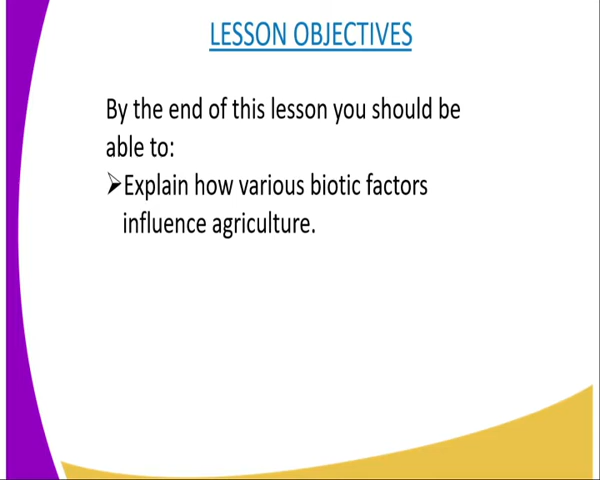 LESSON OBJECTIVES
By the end of this lesson you should be
able to:
➢Explain how various biotic factors
influence agriculture.